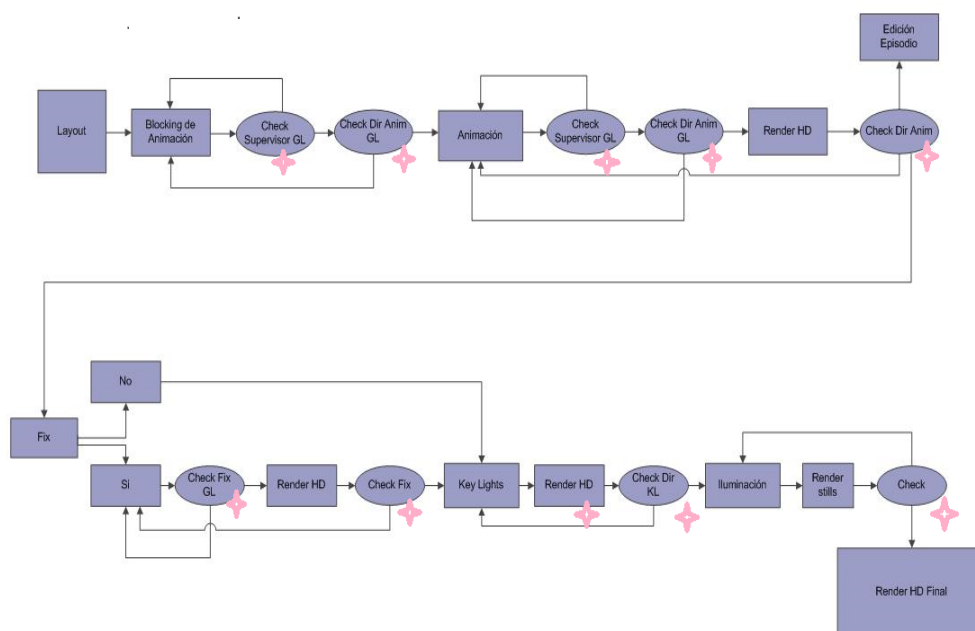 Edición
Episodio
Layout
Blocking de
Animación
Check
Supervisor GL
Check Dir Anim
GL
Animación
Check
Supervisor GL
Check Dir Anim
GL
Render HD
Check Dir Anim
No
Fix
Si
Check Fix
GL
Render HD
Check Fix
Key Lights
Render HD
Check Dir
KL
Iluminación
Render
stills
Check
Render HD Final